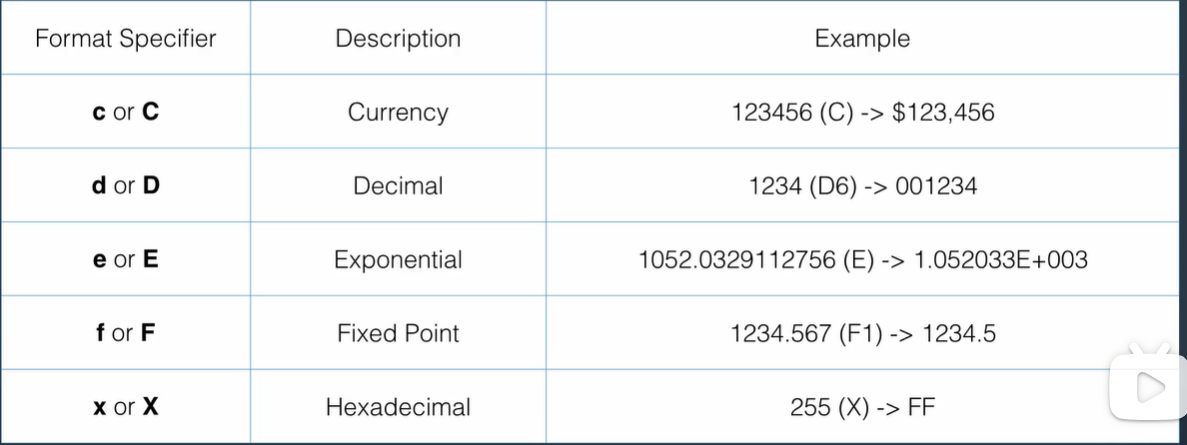 Format Specifier Description Example
c or C Currency 123456 (C) -> $123,456
d or D Decimal 1234 (D6) -> 001234
e or E Exponential 1052.0329112756 (E) -> 1.052033E+003
f or F Fixed Point 1234.567 (F1) -> 1234.5
x or X Hexadecimal 255 (X) -> FF